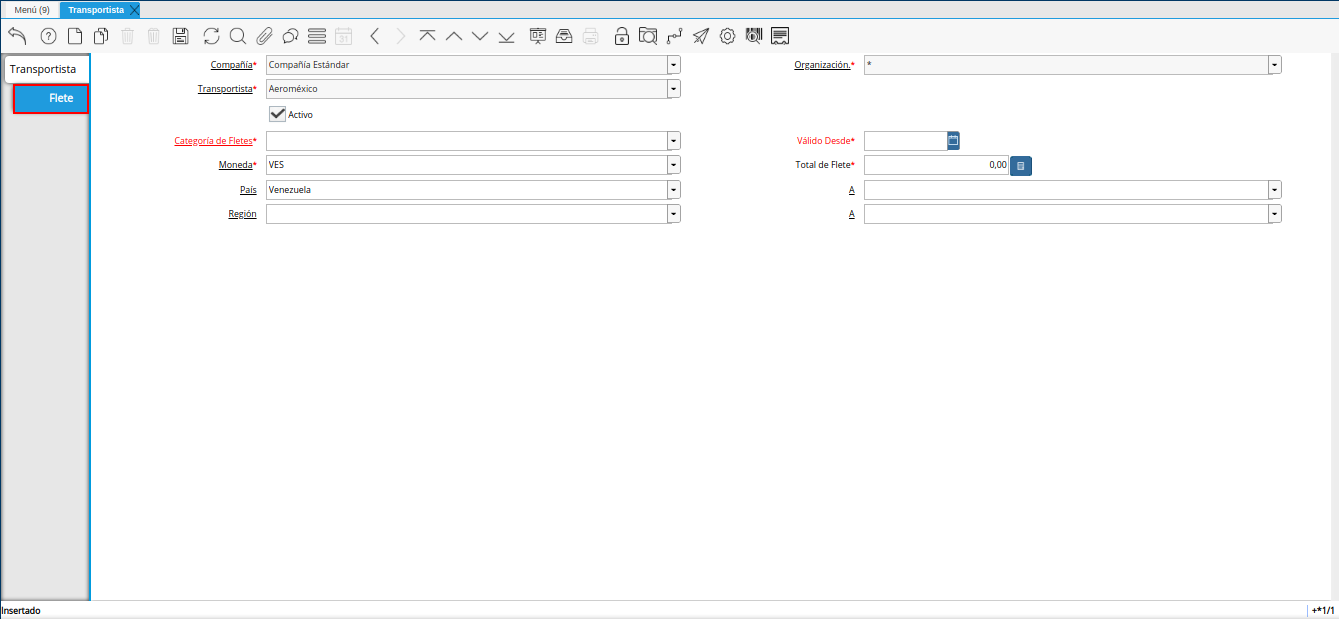 Menú (9) Transportista
31
Transportista
Flete
Compañía* Compañía Estándar Organización.* *
Transportista* Aeroméxico
Activo
Categoría de Fletes* Válido Desde*
Moneda* VES Total de Flete* 0,00
País Venezuela A
Región A
Insertado +*1/1